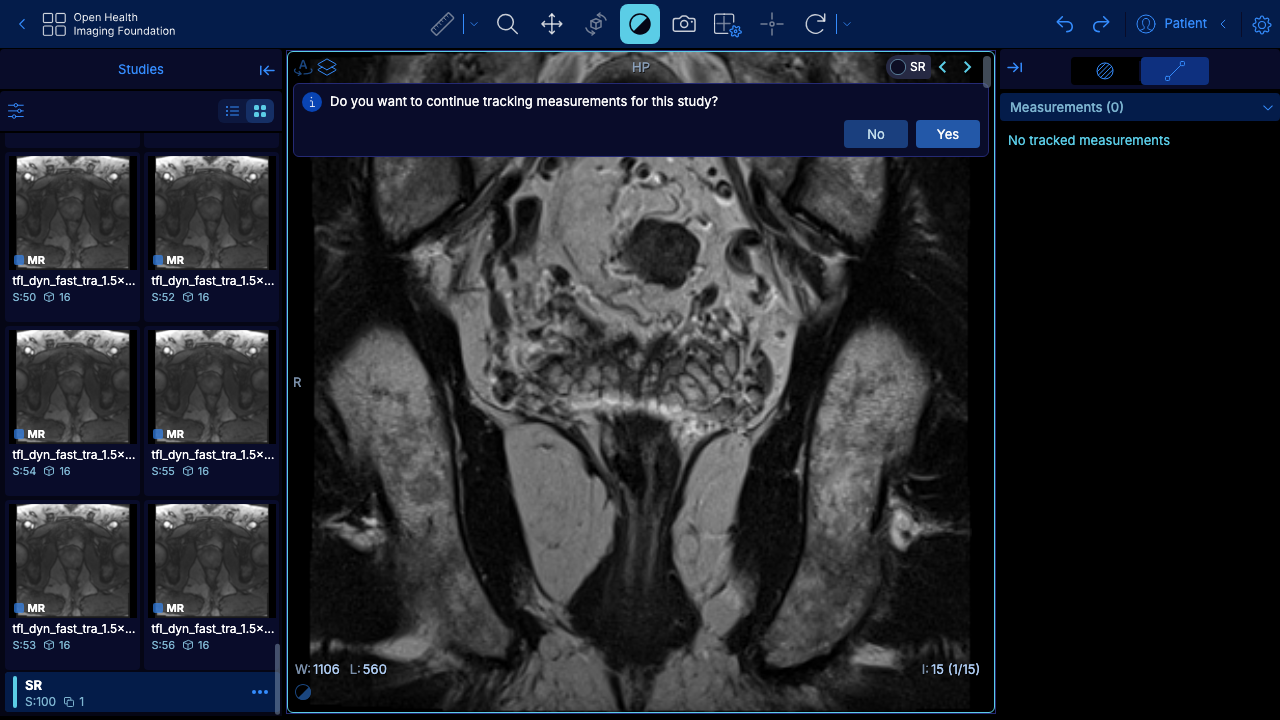 Open Health
Imaging Foundation
Patient
Studies
A
HP
SR
Do you want to continue tracking measurements for this study?
No
Yes
Measurements (0)
No tracked measurements
MR
MR
tfl_dyn_fast_tra_1.5×...
tfl_dyn_fast_tra_1.5×...
S:50 16
S:52 16
MR
MR
tfl_dyn_fast_tra_1.5×...
tfl_dyn_fast_tra_1.5×...
S:54 16
S:55 16
MR
MR
tfl_dyn_fast_tra_1.5×...
tfl_dyn_fast_tra_1.5×...
S:53 16
S:56 16
SR
S:100 1
R
W: 1106 L: 560
I: 15 (1/15)